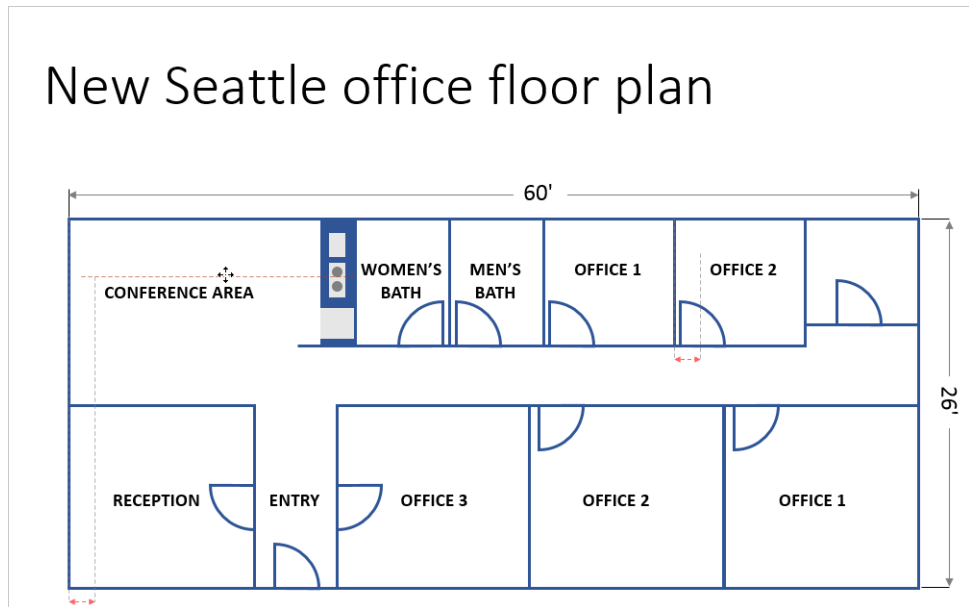 New Seattle office floor plan
60'
WOMEN'S
BATH
MEN'S
BATH
OFFICE 1
OFFICE 2
CONFERENCE AREA
26'
RECEPTION
ENTRY
OFFICE 3
OFFICE 2
OFFICE 1